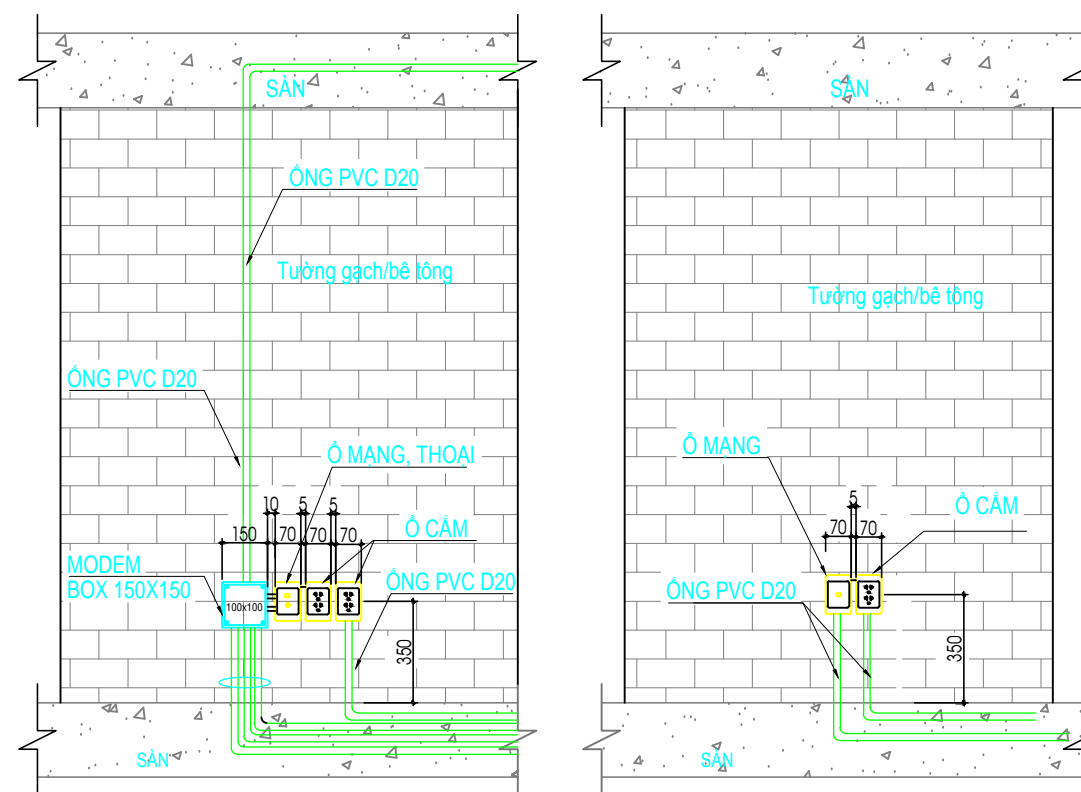 SÀN
ỐNG PVC D20
Tường gạch/bê tông
ỐNG PVC D20
Ổ MẠNG, THOẠI
10 5 5
150 70 70 70
Ổ CẮM
MODEM
BOX 150X150
100x100
ỐNG PVC D20
350
SÀN
SÀN
Tường gạch/bê tông
Ổ MẠNG
5
70 70
Ổ CẮM
ỐNG PVC D20
350
SÀN